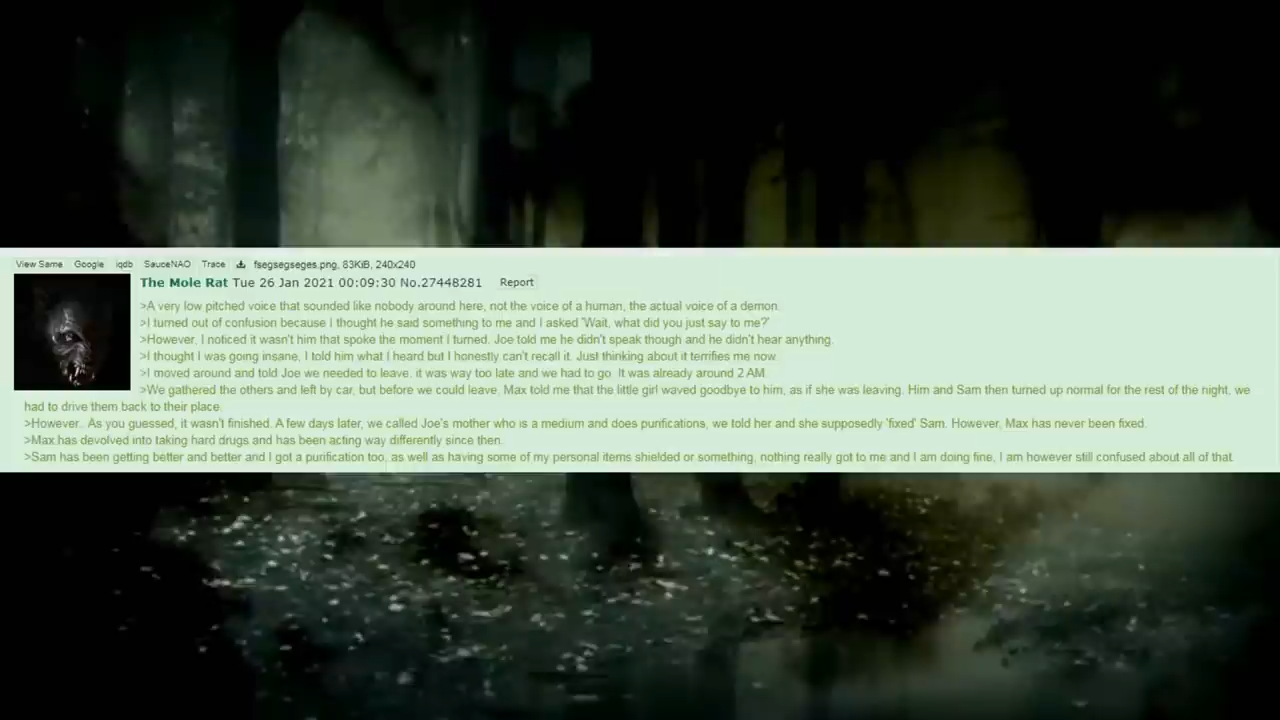 View Same Google iqdb SauceNAO Trace fsegsegseges.png, 83KiB, 240x240
The Mole Rat Tue 26 Jan 2021 00:09:30 No.27448281 Report
>A very low pitched voice that sounded like nobody around here, not the voice of a human, the actual voice of a demon.
>I turned out of confusion because I thought he said something to me and I asked 'Wait, what did you just say to me?'
>However, I noticed it wasn't him that spoke the moment I turned. Joe told me he didn't speak though and he didn't hear anything.
>I thought I was going insane, I told him what I heard but I honestly can't recall it. Just thinking about it terrifies me now.
>I moved around and told Joe we needed to leave, it was way too late and we had to go. It was already around 2 AM.
>We gathered the others and left by car, but before we could leave, Max told me that the little girl waved goodbye to him, as if she was leaving. Him and Sam then turned up normal for the rest of the night, we
had to drive them back to their place.
>However.. As you guessed, it wasn't finished. A few days later, we called Joe's mother who is a medium and does purifications, we told her and she supposedly 'fixed' Sam. However, Max has never been fixed.
>Max has devolved into taking hard drugs and has been acting way differently since then.
>Sam has been getting better and better and I got a purification too, as well as having some of my personal items shielded or something, nothing really got to me and I am doing fine, I am however still confused about all of that.